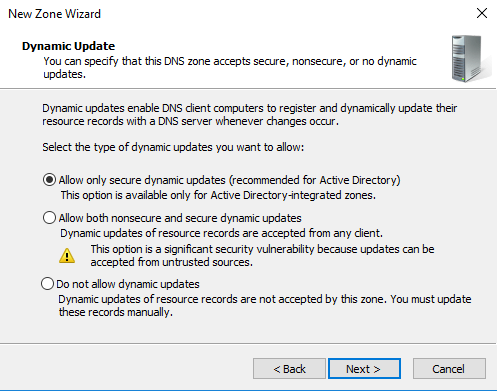 New Zone Wizard
Dynamic Update
You can specify that this DNS zone accepts secure, nonsecure, or no dynamic
updates.
Dynamic updates enable DNS client computers to register and dynamically update their
resource records with a DNS server whenever changes occur.
Select the type of dynamic updates you want to allow:
Allow only secure dynamic updates (recommended for Active Directory)
This option is available only for Active Directory-integrated zones.
Allow both nonsecure and secure dynamic updates
Dynamic updates of resource records are accepted from any client.
This option is a significant security vulnerability because updates can be
accepted from untrusted sources.
Do not allow dynamic updates
Dynamic updates of resource records are not accepted by this zone. You must update
these records manually.
< Back Next > Cancel